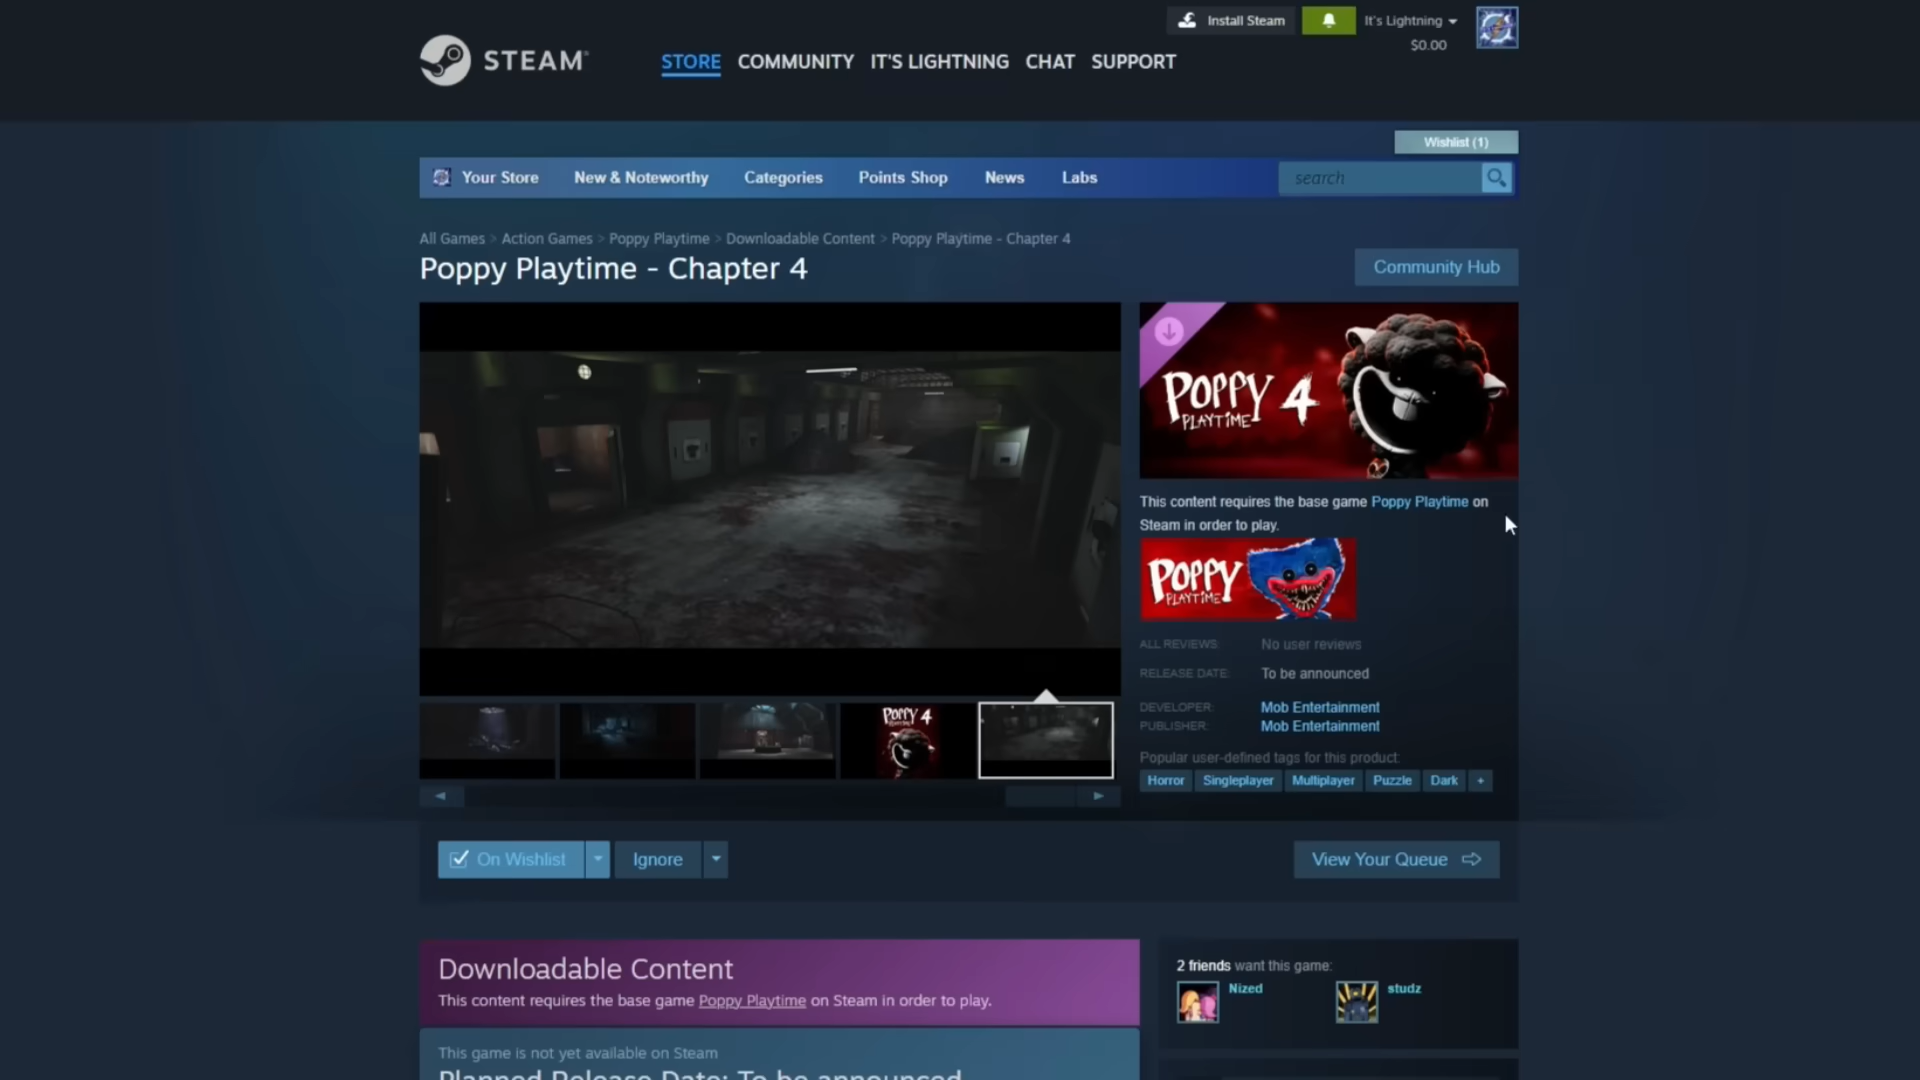 Install Steam
It's Lightning
$0.00
STEAM
STORE COMMUNITY IT'S LIGHTNING CHAT SUPPORT
Wishlist (1)
Your Store New & Noteworthy Categories Points Shop News Labs
search
All Games > Action Games > Poppy Playtime > Downloadable Content > Poppy Playtime - Chapter 4
Poppy Playtime - Chapter 4
Community Hub
POPPY 4
PLAYTIME
This content requires the base game Poppy Playtime on
Steam in order to play.
POPPY
PLAYTIME
ALL REVIEWS: No user reviews
RELEASE DATE: To be announced
DEVELOPER: Mob Entertainment
PUBLISHER: Mob Entertainment
Popular user-defined tags for this product:
Horror Singleplayer Multiplayer Puzzle Dark +
POPPY 4
On Wishlist
Ignore
View Your Queue
Downloadable Content
This content requires the base game Poppy Playtime on Steam in order to play.
2 friends want this game:
Nized
studz
This game is not yet available on Steam
Planned Release Date: To be announced